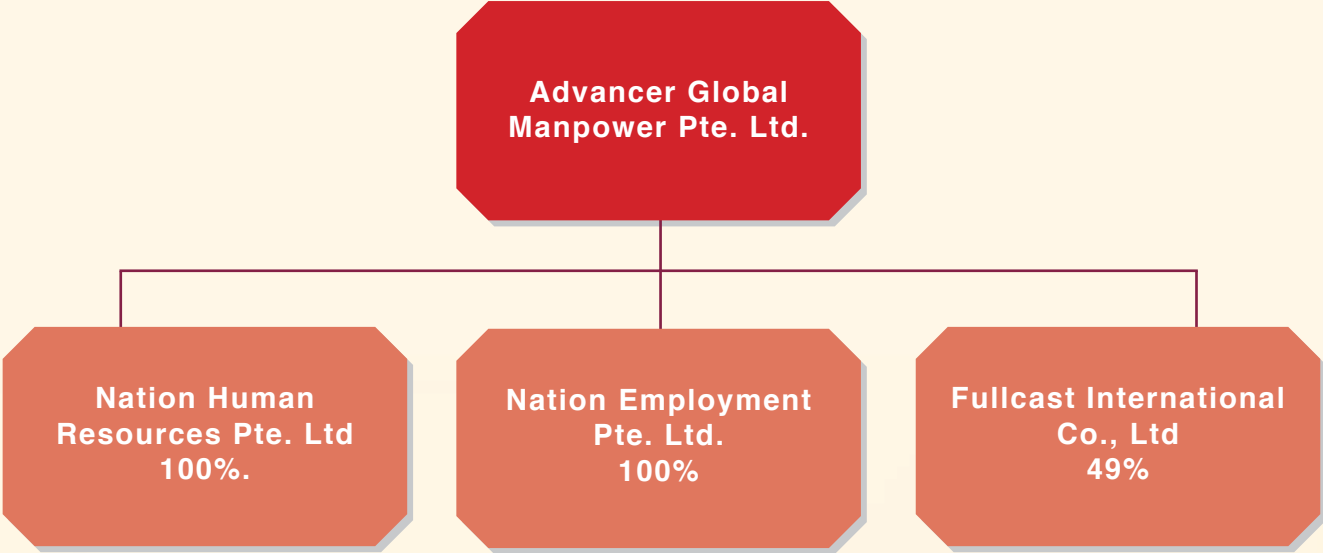 Advancer Global
Manpower Pte. Ltd.
Nation Human
Resources Pte. Ltd
100%.
Nation Employment
Pte. Ltd.
100%
Fullcast International
Co., Ltd
49%